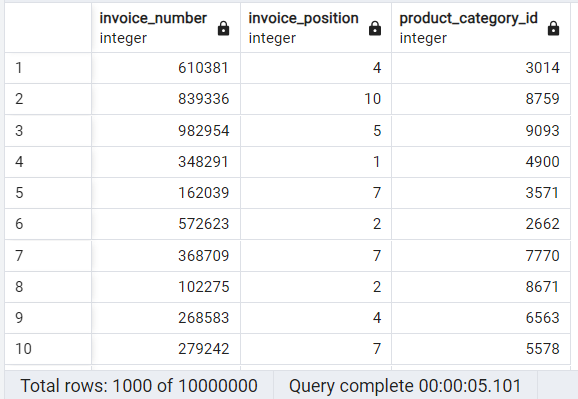 invoice_number invoice_position product_category_id
integer integer integer
1 610381 4 3014
2 839336 10 8759
3 982954 5 9093
4 348291 1 4900
5 162039 7 3571
6 572623 2 2662
7 368709 7 7770
8 102275 2 8671
9 268583 4 6563
10 279242 7 5578
Total rows: 1000 of 10000000 Query complete 00:00:05.101